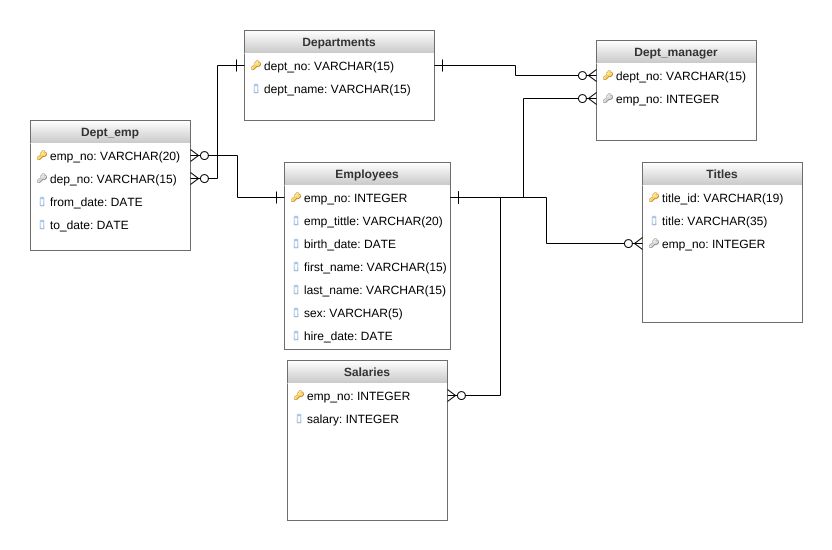 Departments
dept_no: VARCHAR(15)
dept_name: VARCHAR(15)
Dept_manager
dept_no: VARCHAR(15)
emp_no: INTEGER
Dept_emp
emp_no: VARCHAR(20)
dep_no: VARCHAR(15)
from_date: DATE
to_date: DATE
Employees
emp_no: INTEGER
emp_tittle: VARCHAR(20)
birth_date: DATE
first_name: VARCHAR(15)
last_name: VARCHAR(15)
sex: VARCHAR(5)
hire_date: DATE
Titles
title_id: VARCHAR(19)
title: VARCHAR(35)
emp_no: INTEGER
Salaries
emp_no: INTEGER
salary: INTEGER